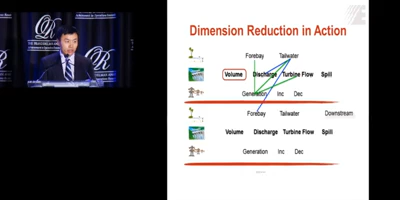 Dimension Reduction in Action
Forebay Tailwater
Volume Discharge Turbine Flow Spill
Generation Inc Dec
Forebay Tailwater Downstream
Volume Discharge Turbine Flow Spill
Generation Inc Dec